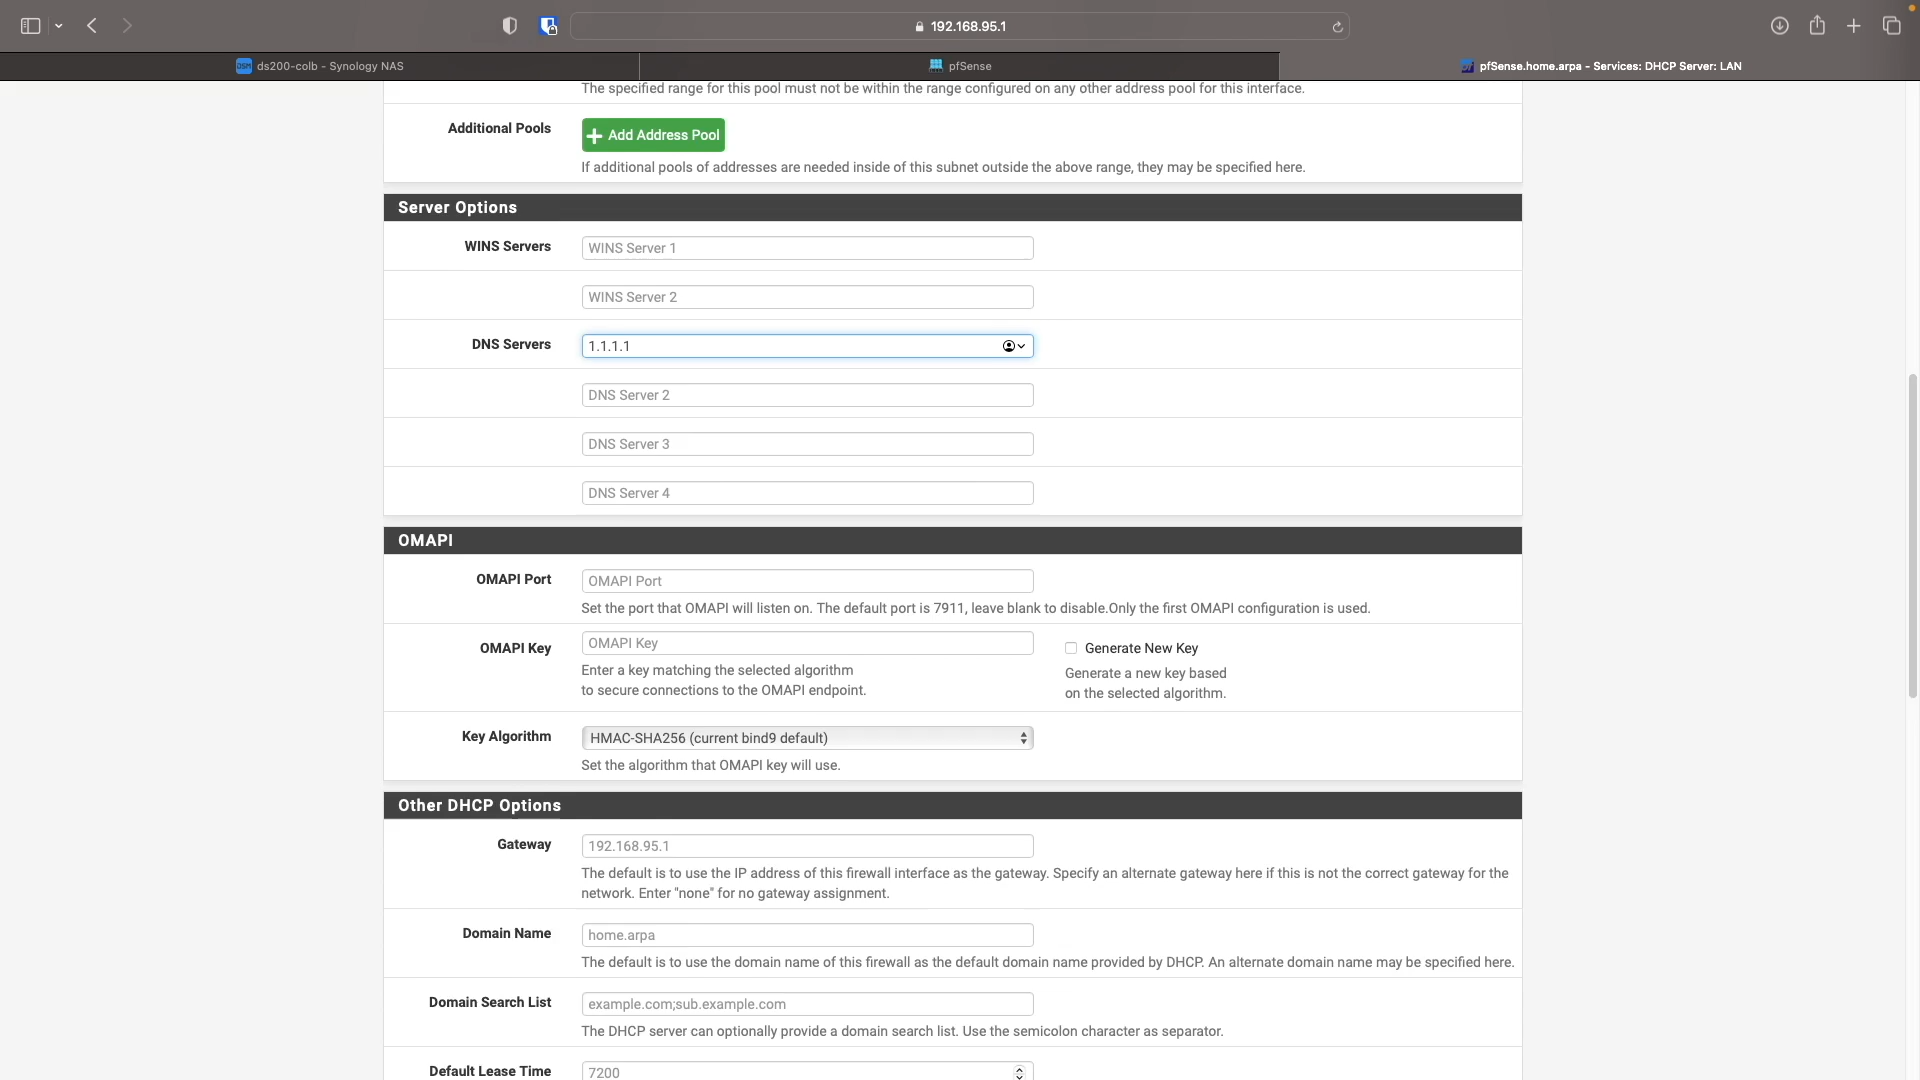 192.168.95.1
DSM ds200-colb - Synology NAS
pfSense
pfSense.home.arpa - Services: DHCP Server: LAN
The specified range for this pool must not be within the range configured on any other address pool for this interface.
Additional Pools
Add Address Pool
If additional pools of addresses are needed inside of this subnet outside the above range, they may be specified here.
Server Options
WINS Servers
WINS Server 1
WINS Server 2
DNS Servers
1.1.1.1
DNS Server 2
DNS Server 3
DNS Server 4
OMAPI
OMAPI Port
OMAPI Port
Set the port that OMAPI will listen on. The default port is 7911, leave blank to disable.Only the first OMAPI configuration is used.
OMAPI Key
OMAPI Key
Enter a key matching the selected algorithm
to secure connections to the OMAPI endpoint.
Generate New Key
Generate a new key based
on the selected algorithm.
Key Algorithm
HMAC-SHA256 (current bind9 default)
Set the algorithm that OMAPI key will use.
Other DHCP Options
Gateway
192.168.95.1
The default is to use the IP address of this firewall interface as the gateway. Specify an alternate gateway here if this is not the correct gateway for the
network. Enter "none" for no gateway assignment.
Domain Name
home.arpa
The default is to use the domain name of this firewall as the default domain name provided by DHCP. An alternate domain name may be specified here.
Domain Search List
example.com;sub.example.com
The DHCP server can optionally provide a domain search list. Use the semicolon character as separator.
Default Lease Time
7200